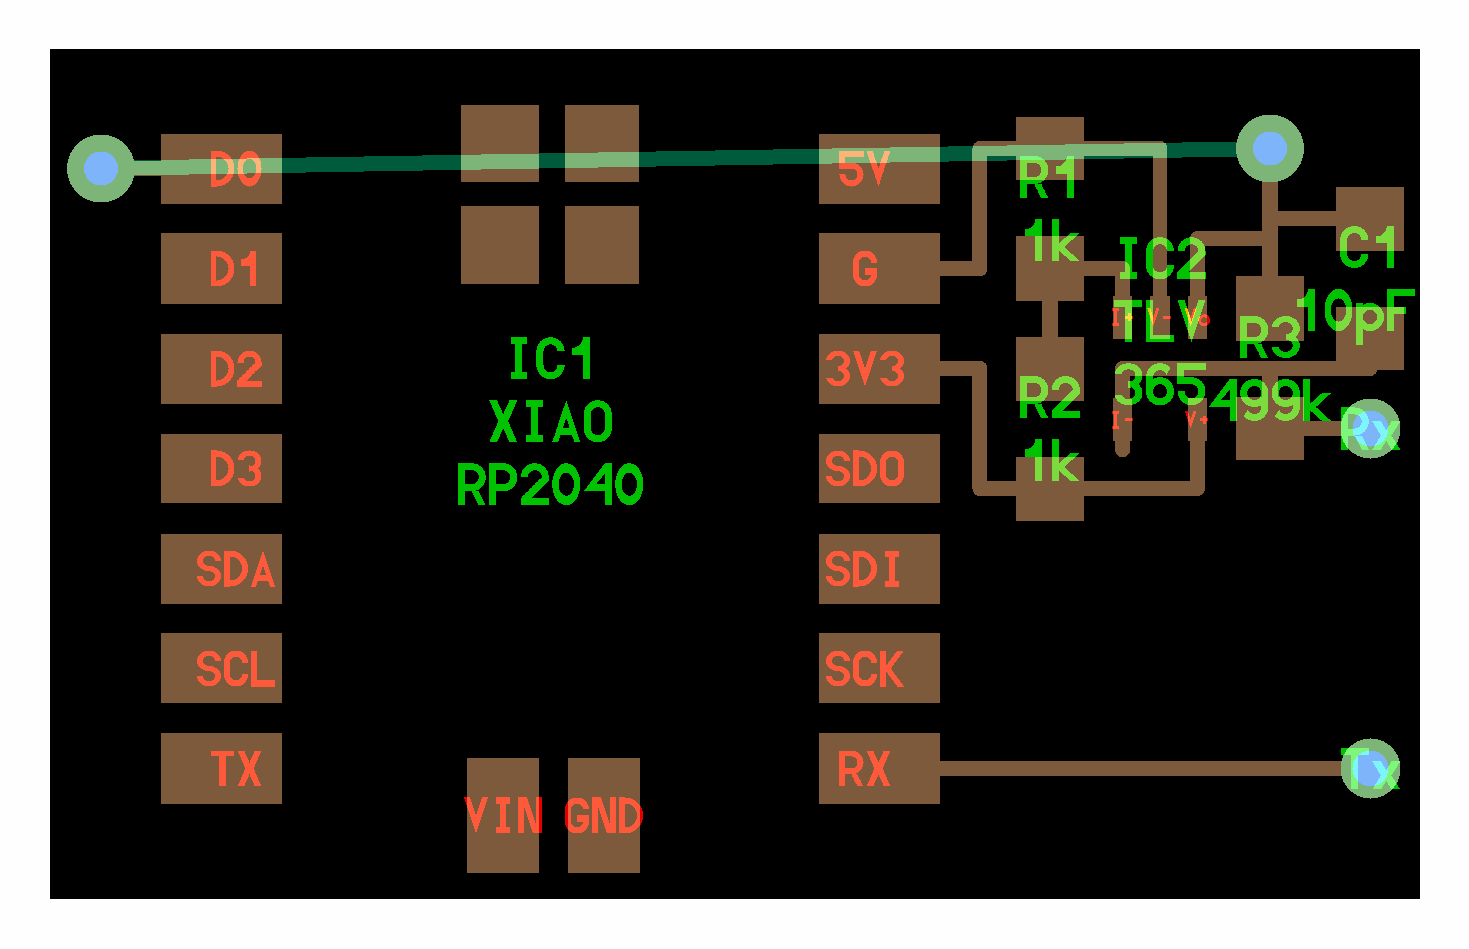 D0
D1
D2
D3
SDA
SCL
TX
IC1
XIAO
RP2040
VIN
GND
5V
G
3V3
SDO
SDI
SCK
RX
R1
1k
R2
1k
IC2
TLV
365
I+
V-
Vo
I-
V+
R3
499k
C1
10pF
Rx
Tx